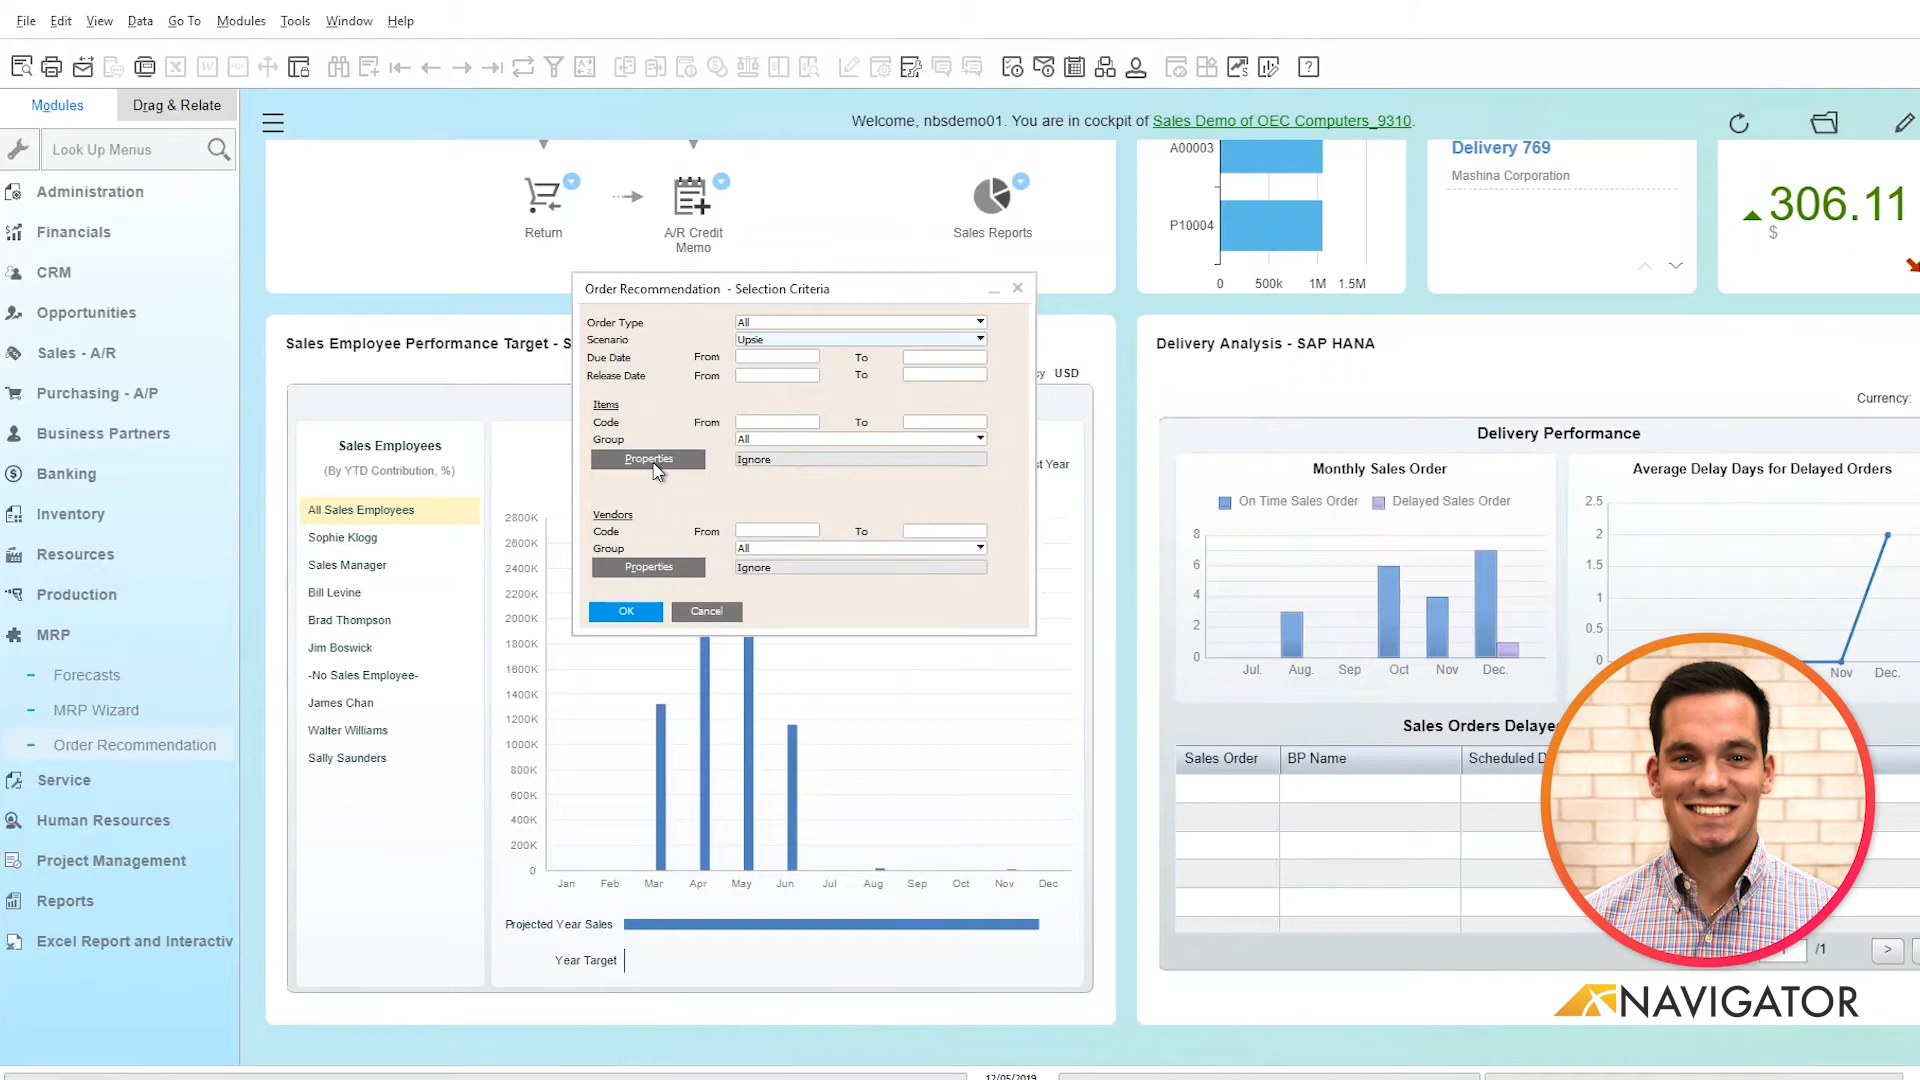 File Edit View Data Go To Modules Tools Window Help
Modules Drag & Relate
Look Up Menus
Administration
Financials
CRM
Opportunities
Sales - A/R
Purchasing - A/P
Business Partners
Banking
Inventory
Resources
Production
MRP
Forecasts
MRP Wizard
Order Recommendation
Service
Human Resources
Project Management
Reports
Excel Report and Interactiv
Welcome, nbsdemo01. You are in cockpit of Sales Demo of OEC Computers_9310.
Return
A/R Credit
Memo
Sales Reports
A00003
P10004
0 500k 1M 1.5M
Delivery 769
Mashina Corporation
306.11
$
Order Recommendation - Selection Criteria
Order Type All
Scenario Upsie
Due Date From To
Release Date From To
Items
Code From To
Group All
Properties Ignore
Vendors
Code From To
Group All
Properties Ignore
OK Cancel
Sales Employee Performance Target - S
cy USD
Sales Employees
(By YTD Contribution, %)
All Sales Employees
Sophie Klogg
Sales Manager
Bill Levine
Brad Thompson
Jim Boswick
-No Sales Employee-
James Chan
Walter Williams
Sally Saunders
st Year
2800K
2600K
2400K
2200K
2000K
1800K
1600K
1400K
1200K
1000K
800K
600K
400K
200K
0
Jan Feb Mar Apr May Jun Jul Aug Sep Oct Nov Dec
Projected Year Sales
Year Target
Delivery Analysis - SAP HANA
Currency:
Delivery Performance
Monthly Sales Order
On Time Sales Order Delayed Sales Order
8
6
4
2
0
Jul. Aug. Sep Oct Nov Dec.
Average Delay Days for Delayed Orders
2.5
2
1.5
1
0.5
0
Nov Dec.
Sales Orders Delaye
Sales Order BP Name Scheduled D
/1 >
NAVIGATOR
12/05/2019